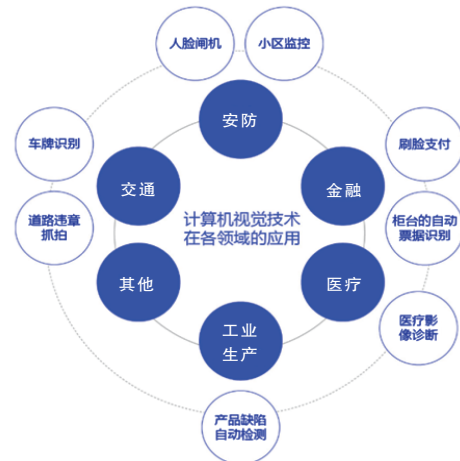 人脸闸机
小区监控
安防
车牌识别
刷脸支付
交通
金融
道路违章
抓拍
计算机视觉技术
在各领域的应用
柜台的自动
票据识别
其他
医疗
医疗影
像诊断
工业
生产
产品缺陷
自动检测